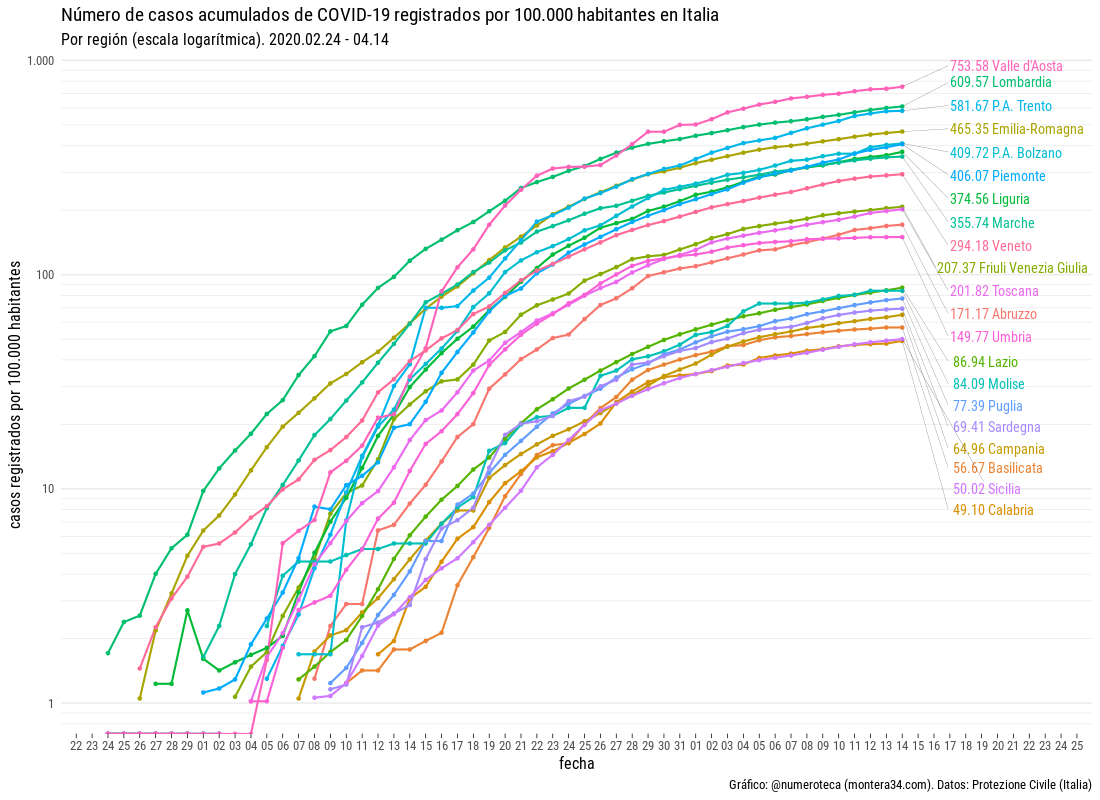 Número de casos acumulados de COVID-19 registrados por 100.000 habitantes en Italia
Por región (escala logarítmica). 2020.02.24 - 04.14
casos registrados por 100.000 habitantes
1.000
100
10
1
753.58 Valle d'Aosta
609.57 Lombardia
581.67 P.A. Trento
465.35 Emilia-Romagna
409.72 P.A. Bolzano
406.07 Piemonte
374.56 Liguria
355.74 Marche
294.18 Veneto
207.37 Friuli Venezia Giulia
201.82 Toscana
171.17 Abruzzo
149.77 Umbria
86.94 Lazio
84.09 Molise
77.39 Puglia
69.41 Sardegna
64.96 Campania
56.67 Basilicata
50.02 Sicilia
49.10 Calabria
22 23 24 25 26 27 28 29 01 02 03 04 05 06 07 08 09 10 11 12 13 14 15 16 17 18 19 20 21 22 23 24 25 26 27 28 29 30 31 01 02 03 04 05 06 07 08 09 10 11 12 13 14 15 16 17 18 19 20 21 22 23 24 25
fecha
Gráfico: @numeroteca (montera34.com). Datos: Protezione Civile (Italia)